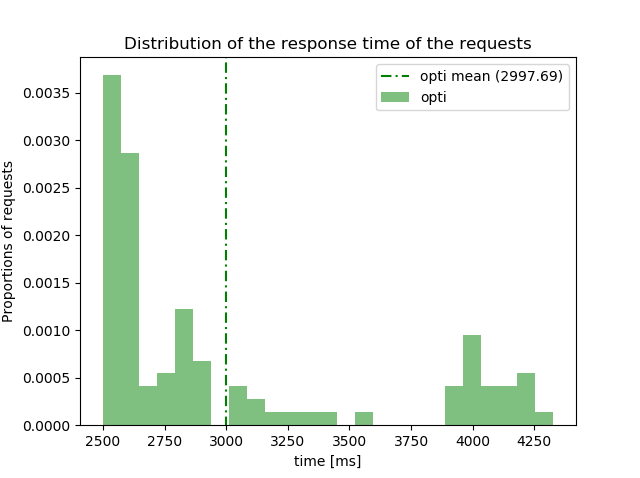 Distribution of the response time of the requests
opti mean (2997.69)
opti
Proportions of requests
0.0035
0.0030
0.0025
0.0020
0.0015
0.0010
0.0005
0.0000
2500 2750 3000 3250 3500 3750 4000 4250
time [ms]